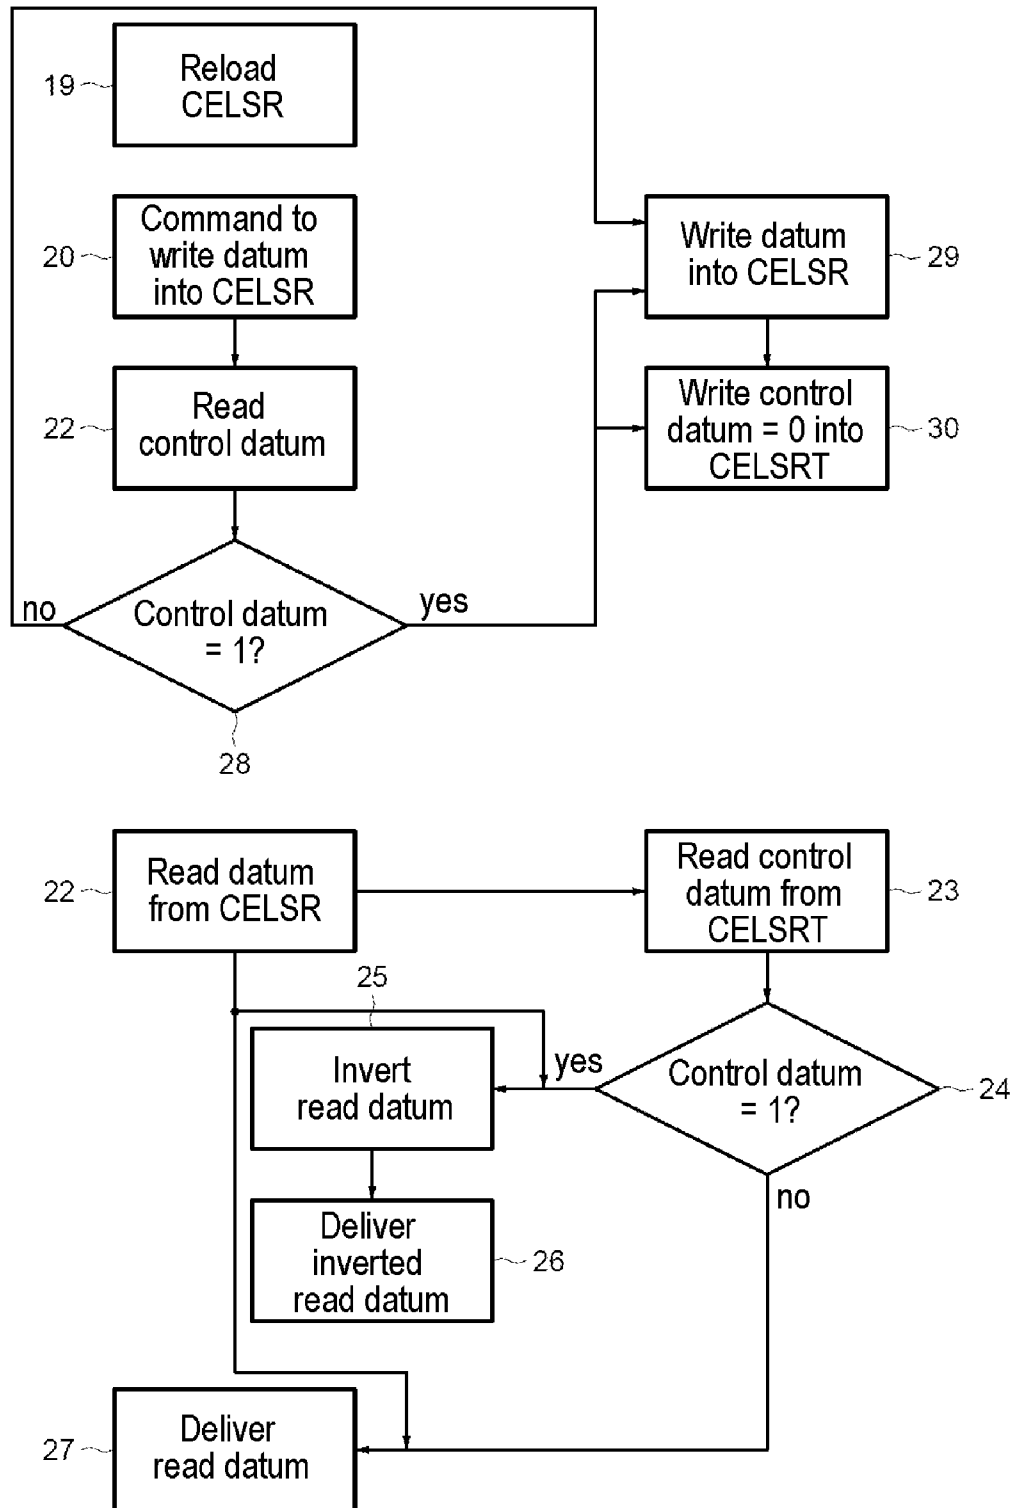 19
Reload
CELSR
20
Command to
write datum
into CELSR
Write datum
into CELSR
29
22
Read
control datum
Write control
datum = 0 into
CELSRT
30
no
Control datum
= 1?
yes
28
22
Read datum
from CELSR
Read control
datum from
CELSRT
23
25
Invert
read datum
yes
Control datum
= 1?
24
no
Deliver
inverted
read datum
26
27
Deliver
read datum